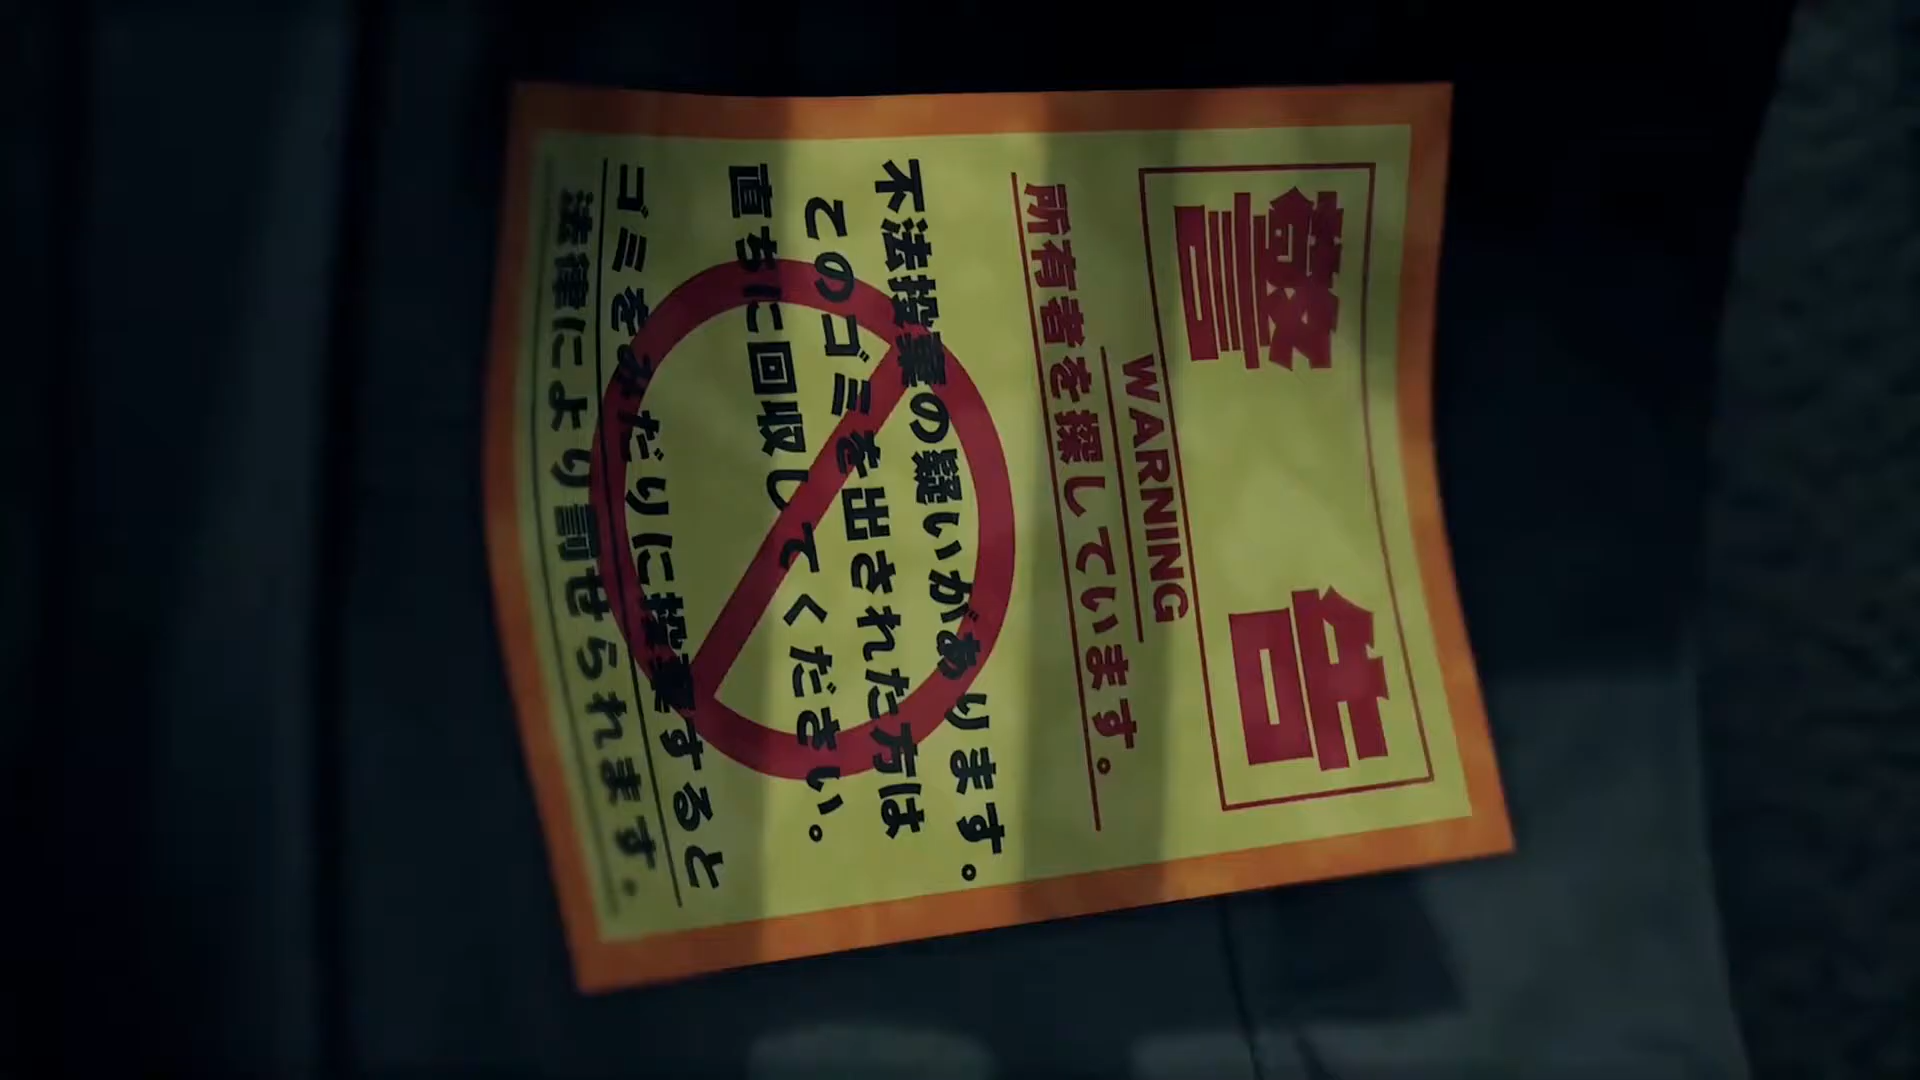 警告
WARNING
所有者を探しています。
不法投棄の疑いがあります。
このゴミを出された方は
直ちに回収してください。
ゴミをみだりに投棄すると
法律により罰せられます。